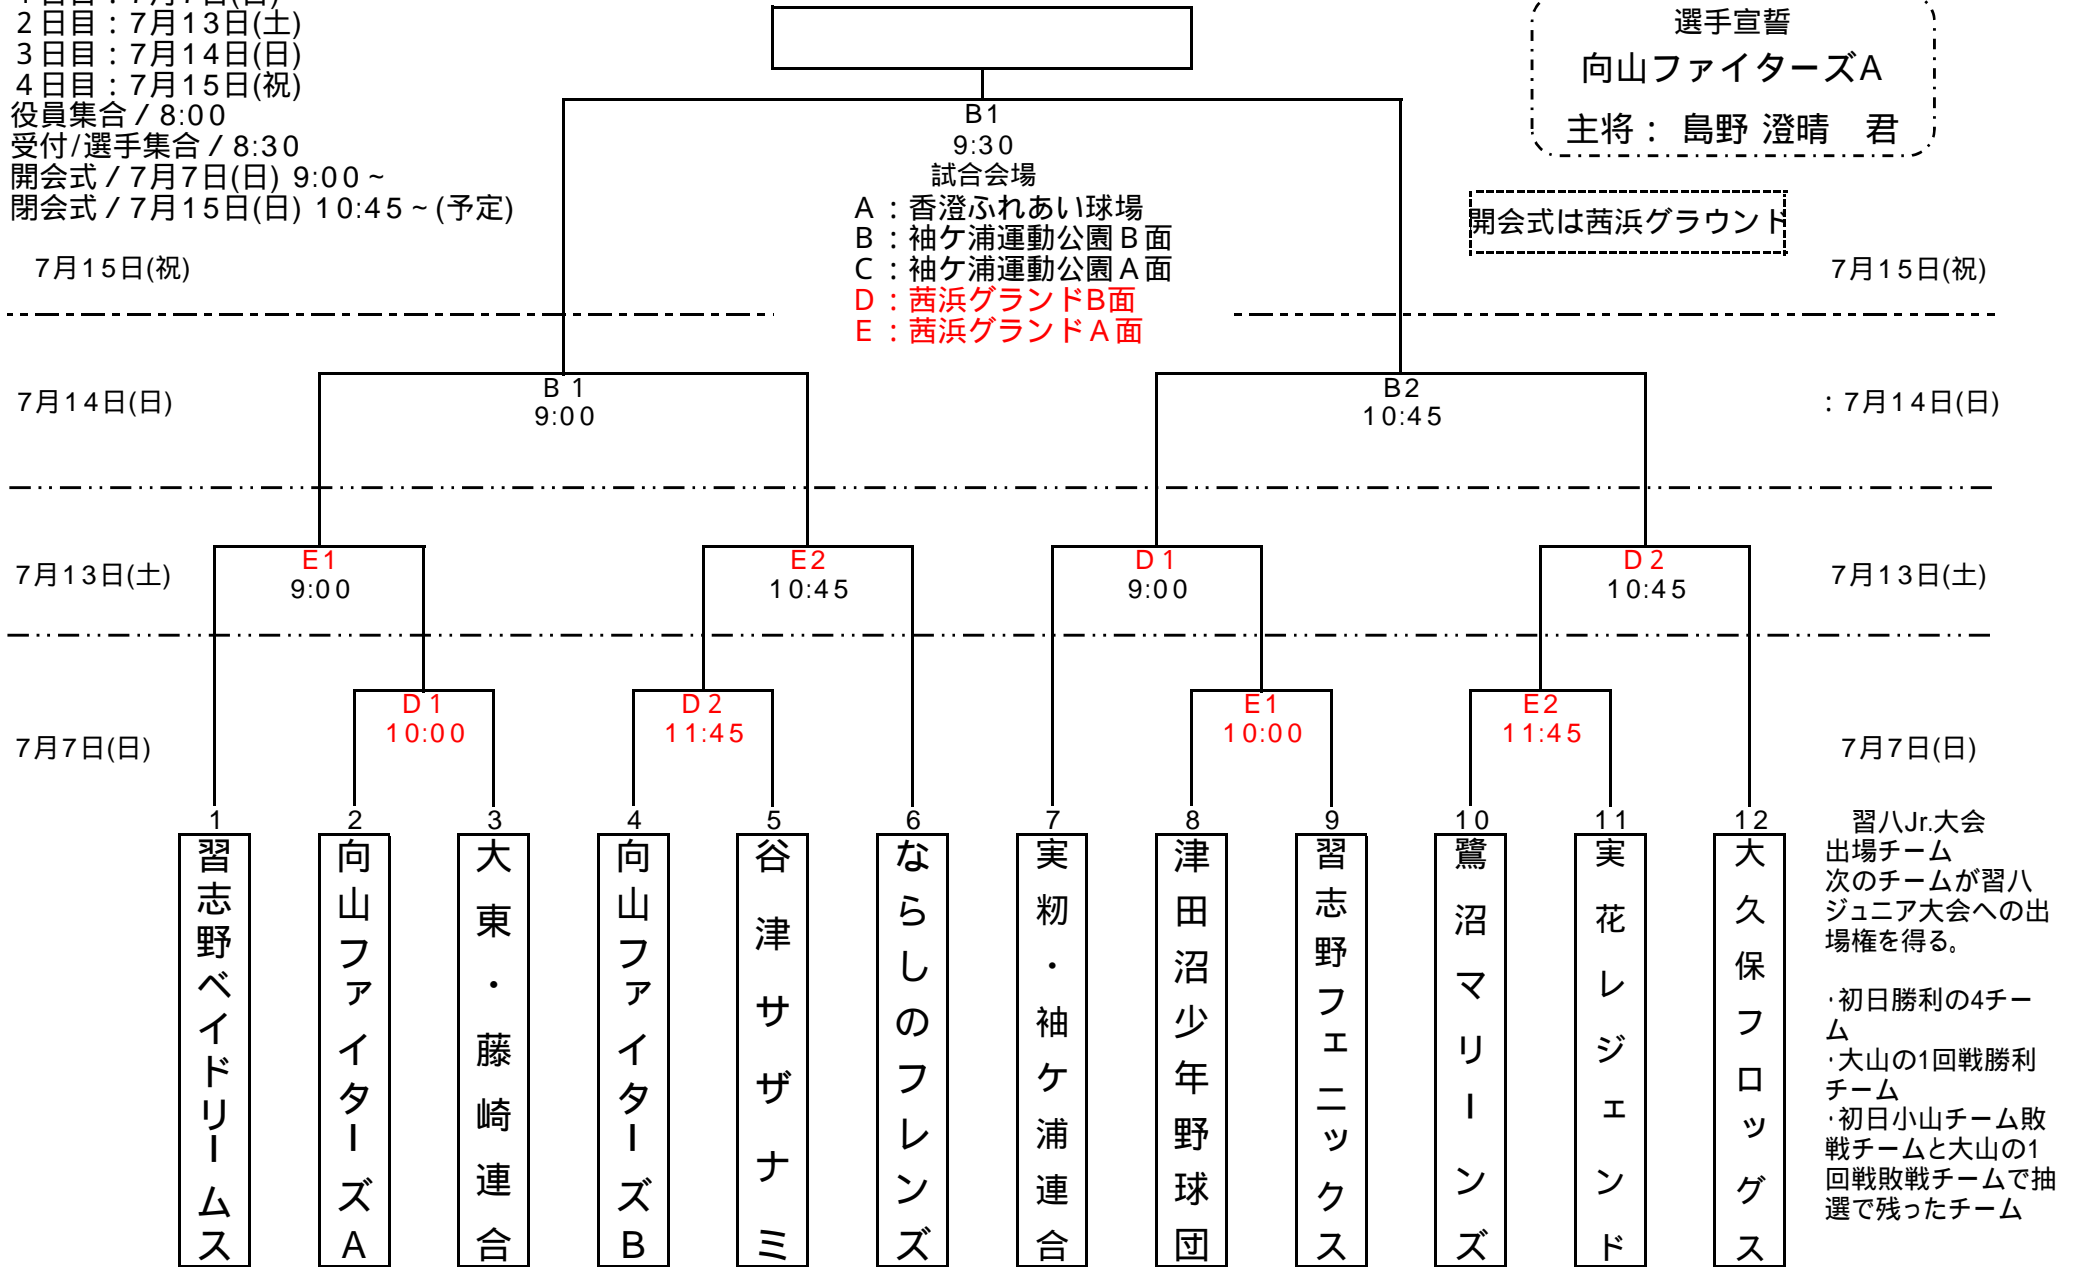 1日目：7月7日(日)
2日目：7月13日(土)
3日目：7月14日(日)
4日目：7月15日(祝)
役員集合 / 8:00
受付/選手集合 / 8:30
開会式 / 7月7日(日) 9:00～
閉会式 / 7月15日(日) 10:45～(予定)
選手宣誓
向山ファイターズA
主将： 島野 澄晴　君
開会式は茜浜グラウンド
B1
9:30
試合会場
A：香澄ふれあい球場
B：袖ケ浦運動公園B面
C：袖ケ浦運動公園A面
D：茜浜グランドB面
E：茜浜グランドA面
7月15日(祝)
7月15日(祝)
7月14日(日)
B 1
9:00
B2
10:45
：7月14日(日)
7月13日(土)
E1
9:00
E2
10:45
D1
9:00
D2
10:45
7月13日(土)
7月7日(日)
D1
10:00
D2
11:45
E1
10:00
E2
11:45
7月7日(日)
1
習志野ベイドリームス
2
向山ファイターズA
3
大東・藤崎連合
4
向山ファイターズB
5
谷津サザナミ
6
ならしのフレンズ
7
実籾・袖ケ浦連合
8
津田沼少年野球団
9
習志野フェニックス
10
鷺沼マリーンズ
11
実花レジェンド
12
大久保フロッグス
習八Jr.大会
出場チーム
次のチームが習八
ジュニア大会への出
場権を得る。
・初日勝利の4チー
ム
・大山の1回戦勝利
チーム
・初日小山チーム敗
戦チームと大山の1
回戦敗戦チームで抽
選で残ったチーム